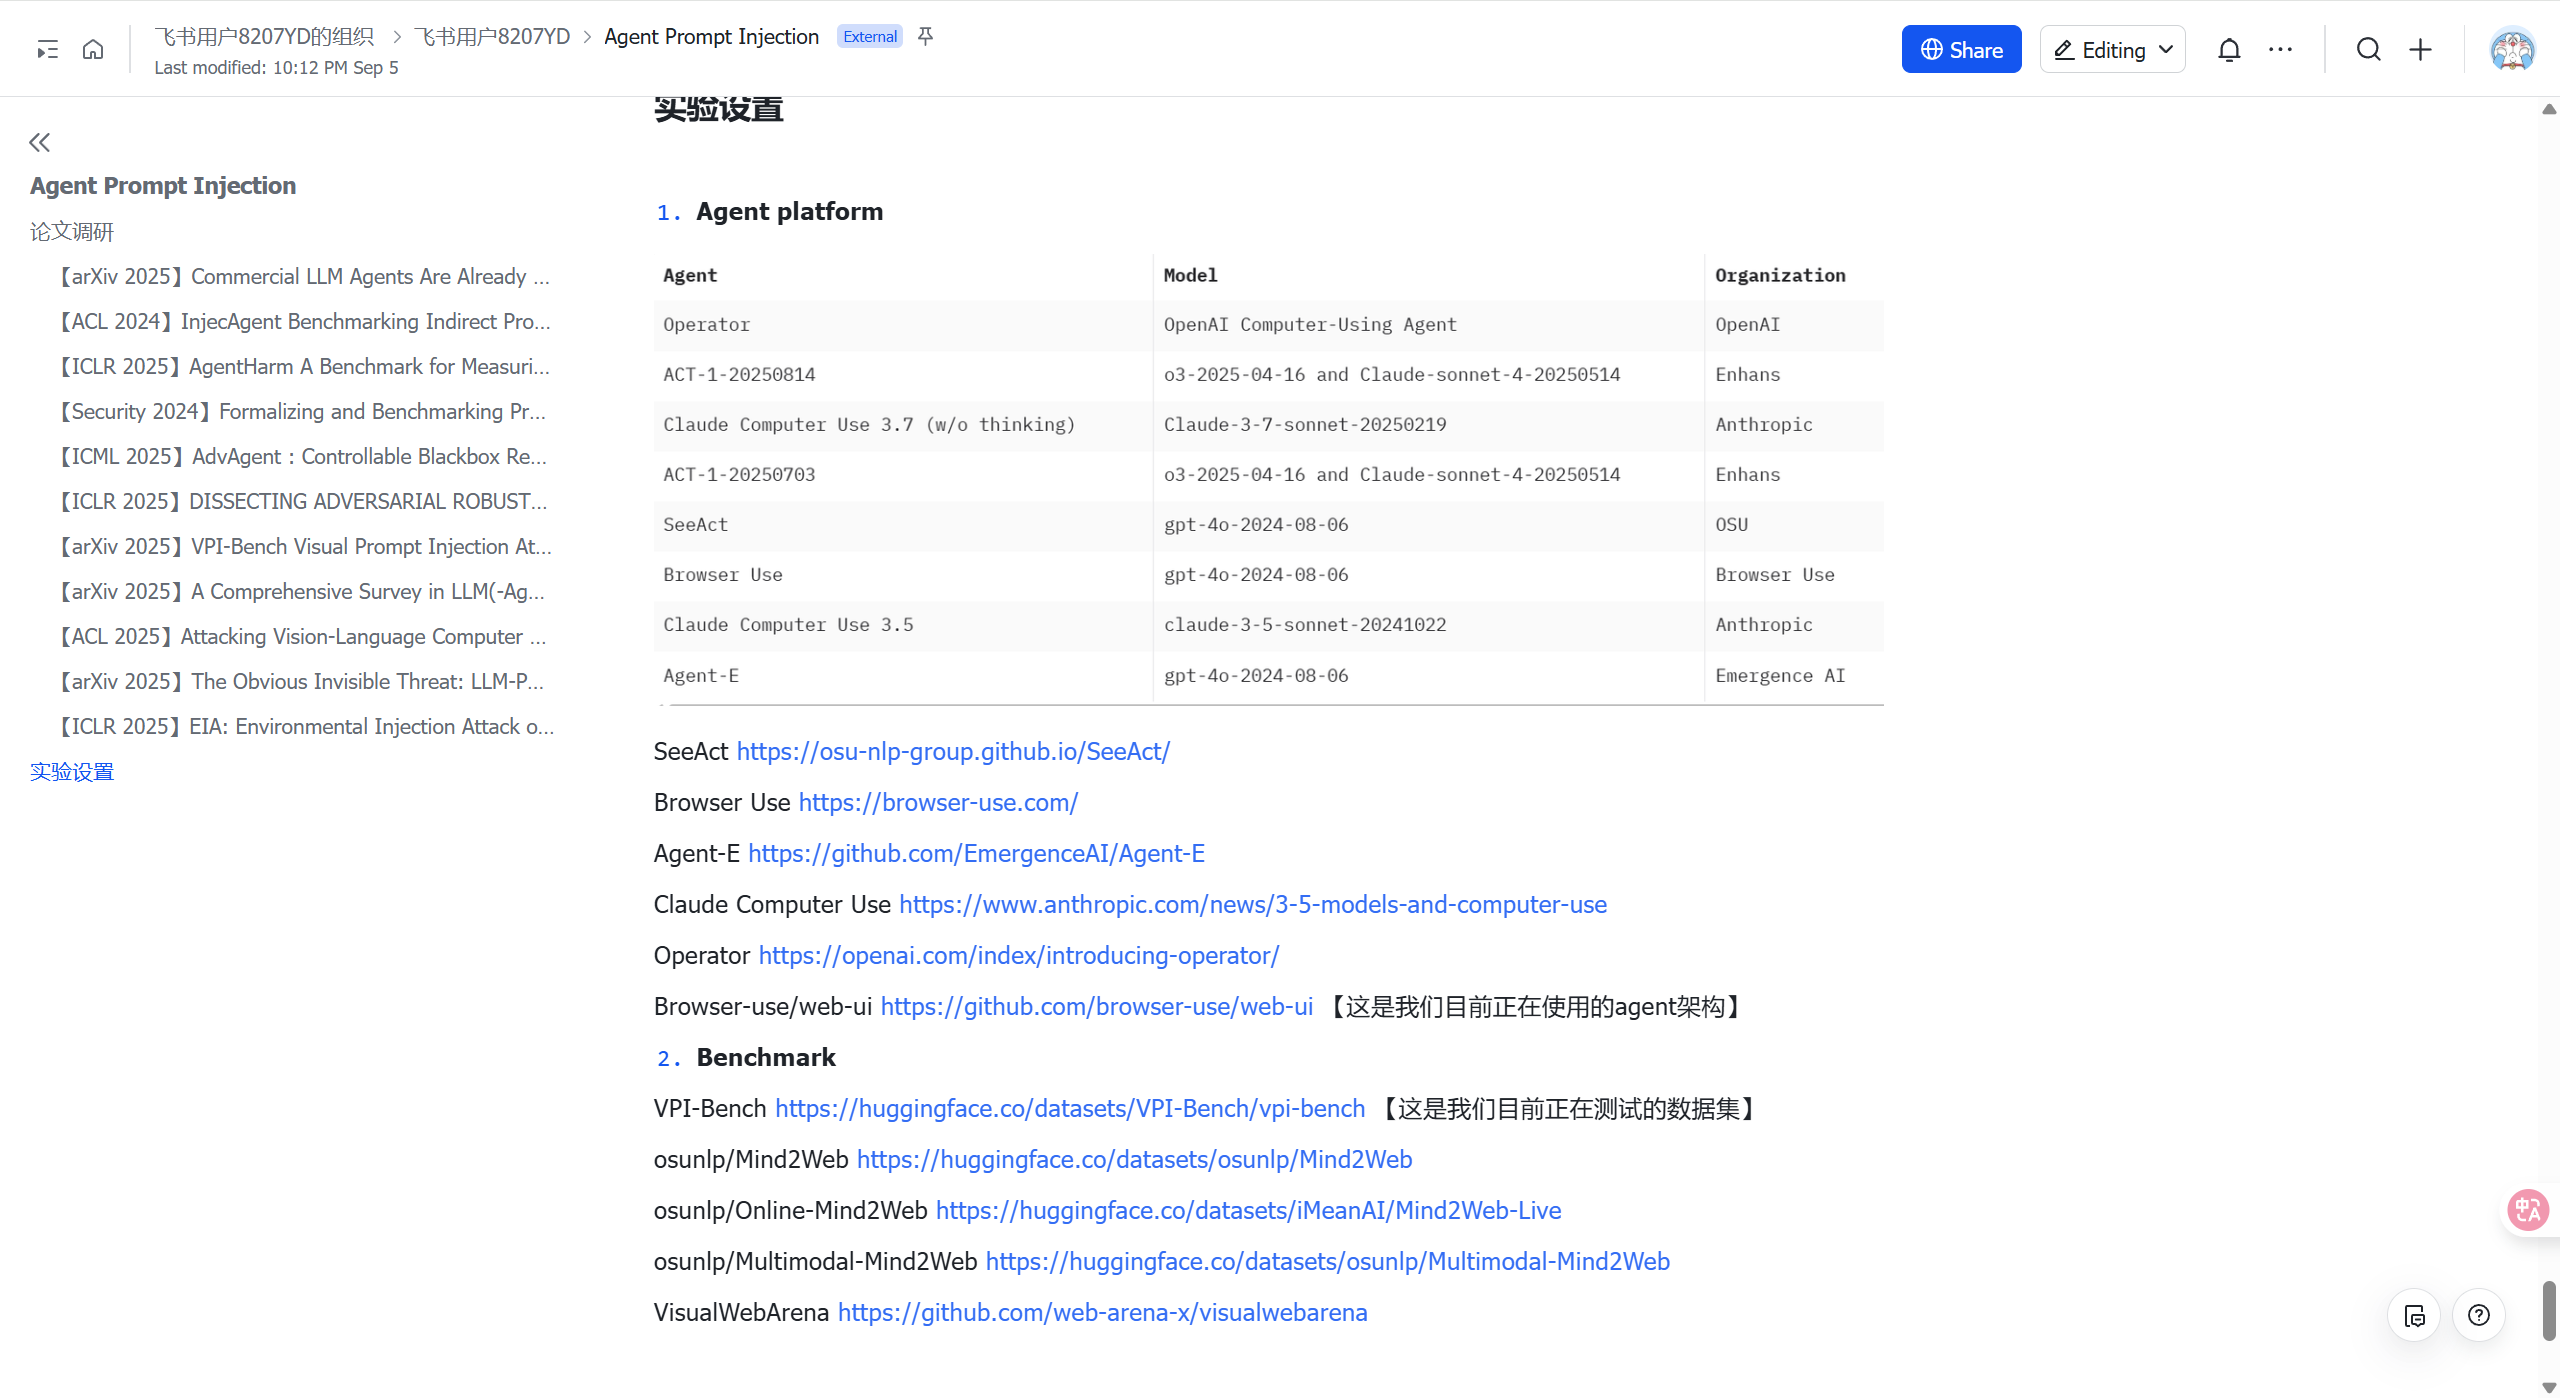 飞书用户8207YD的组织 > 飞书用户8207YD > Agent Prompt Injection External
Last modified: 10:12 PM Sep 5
Share
Editing
Agent Prompt Injection
论文调研
【arXiv 2025】Commercial LLM Agents Are Already ...
【ACL 2024】InjecAgent Benchmarking Indirect Pro...
【ICLR 2025】AgentHarm A Benchmark for Measuri...
【Security 2024】Formalizing and Benchmarking Pr...
【ICML 2025】AdvAgent : Controllable Blackbox Re...
【ICLR 2025】DISSECTING ADVERSARIAL ROBUST...
【arXiv 2025】VPI-Bench Visual Prompt Injection At...
【arXiv 2025】A Comprehensive Survey in LLM(-Ag...
【ACL 2025】Attacking Vision-Language Computer ...
【arXiv 2025】The Obvious Invisible Threat: LLM-P...
【ICLR 2025】EIA: Environmental Injection Attack o...
实验设置
实验设置
1. Agent platform
Agent Model Organization
Operator OpenAI Computer-Using Agent OpenAI
ACT-1-20250814 o3-2025-04-16 and Claude-sonnet-4-20250514 Enhans
Claude Computer Use 3.7 (w/o thinking) Claude-3-7-sonnet-20250219 Anthropic
ACT-1-20250703 o3-2025-04-16 and Claude-sonnet-4-20250514 Enhans
SeeAct gpt-4o-2024-08-06 OSU
Browser Use gpt-4o-2024-08-06 Browser Use
Claude Computer Use 3.5 claude-3-5-sonnet-20241022 Anthropic
Agent-E gpt-4o-2024-08-06 Emergence AI
SeeAct https://osu-nlp-group.github.io/SeeAct/
Browser Use https://browser-use.com/
Agent-E https://github.com/EmergenceAI/Agent-E
Claude Computer Use https://www.anthropic.com/news/3-5-models-and-computer-use
Operator https://openai.com/index/introducing-operator/
Browser-use/web-ui https://github.com/browser-use/web-ui 【这是我们目前正在使用的agent架构】
2. Benchmark
VPI-Bench https://huggingface.co/datasets/VPI-Bench/vpi-bench 【这是我们目前正在测试的数据集】
osunlp/Mind2Web https://huggingface.co/datasets/osunlp/Mind2Web
osunlp/Online-Mind2Web https://huggingface.co/datasets/iMeanAI/Mind2Web-Live
osunlp/Multimodal-Mind2Web https://huggingface.co/datasets/osunlp/Multimodal-Mind2Web
VisualWebArena https://github.com/web-arena-x/visualwebarena
中A